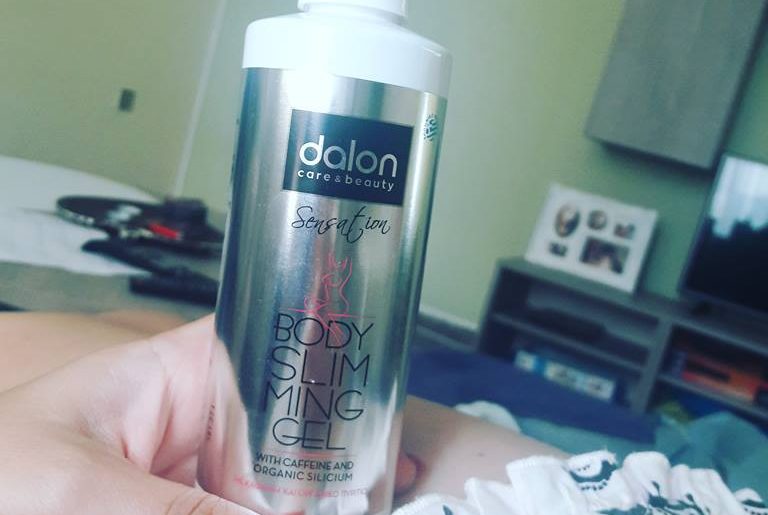 dalon
care & beauty
Sensation
BODY
SLIM
MING
GEL
WITH CAFFEINE AND
ORGANIC SILICIUM